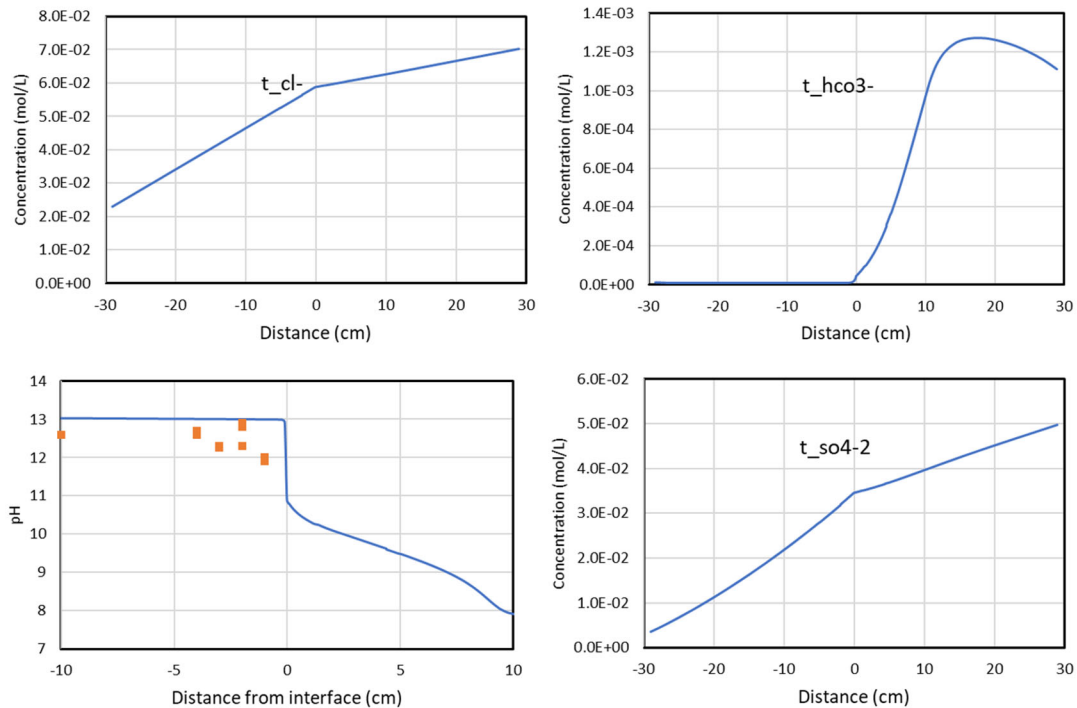 8.0E-02
7.0E-02
6.0E-02
5.0E-02
4.0E-02
3.0E-02
2.0E-02
1.0E-02
0.0E+00
Concentration (mol/L)
t_cl-
-30 -20 -10 0 10 20 30
Distance (cm)
1.4E-03
1.2E-03
1.0E-03
8.0E-04
6.0E-04
4.0E-04
2.0E-04
0.0E+00
Concentration (mol/L)
t_hco3-
-30 -20 -10 0 10 20 30
Distance (cm)
14
13
12
11
10
9
8
7
pH
-10 -5 0 5 10
Distance from interface (cm)
6.0E-02
5.0E-02
4.0E-02
3.0E-02
2.0E-02
1.0E-02
0.0E+00
Concentration (mol/L)
t_so4-2
-30 -20 -10 0 10 20 30
Distance (cm)